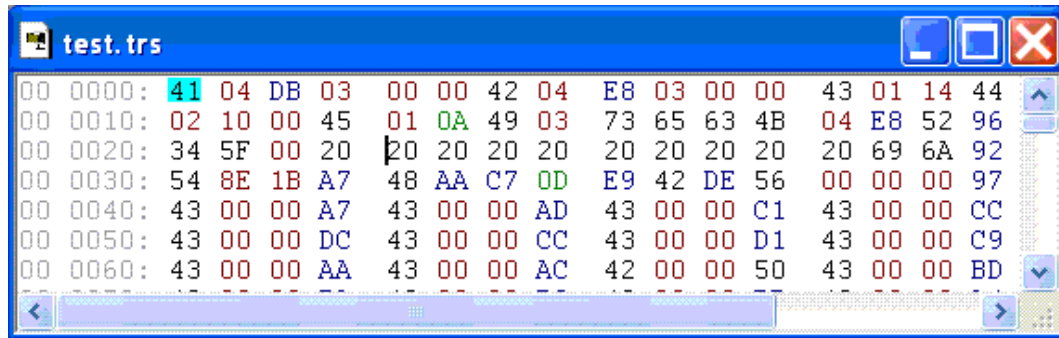 test.trs
00 0000: 41 04 DB 03 00 00 42 04 E8 03 00 00 43 01 14 44
00 0010: 02 10 00 45 01 0A 49 03 73 65 63 4B 04 E8 52 96
00 0020: 34 5F 00 20 20 20 20 20 20 20 20 20 20 69 6A 92
00 0030: 54 8E 1B A7 48 AA C7 0D E9 42 DE 56 00 00 00 97
00 0040: 43 00 00 A7 43 00 00 AD 43 00 00 C1 43 00 00 CC
00 0050: 43 00 00 DC 43 00 00 CC 43 00 00 D1 43 00 00 C9
00 0060: 43 00 00 AA 43 00 00 AC 42 00 00 50 43 00 00 BD